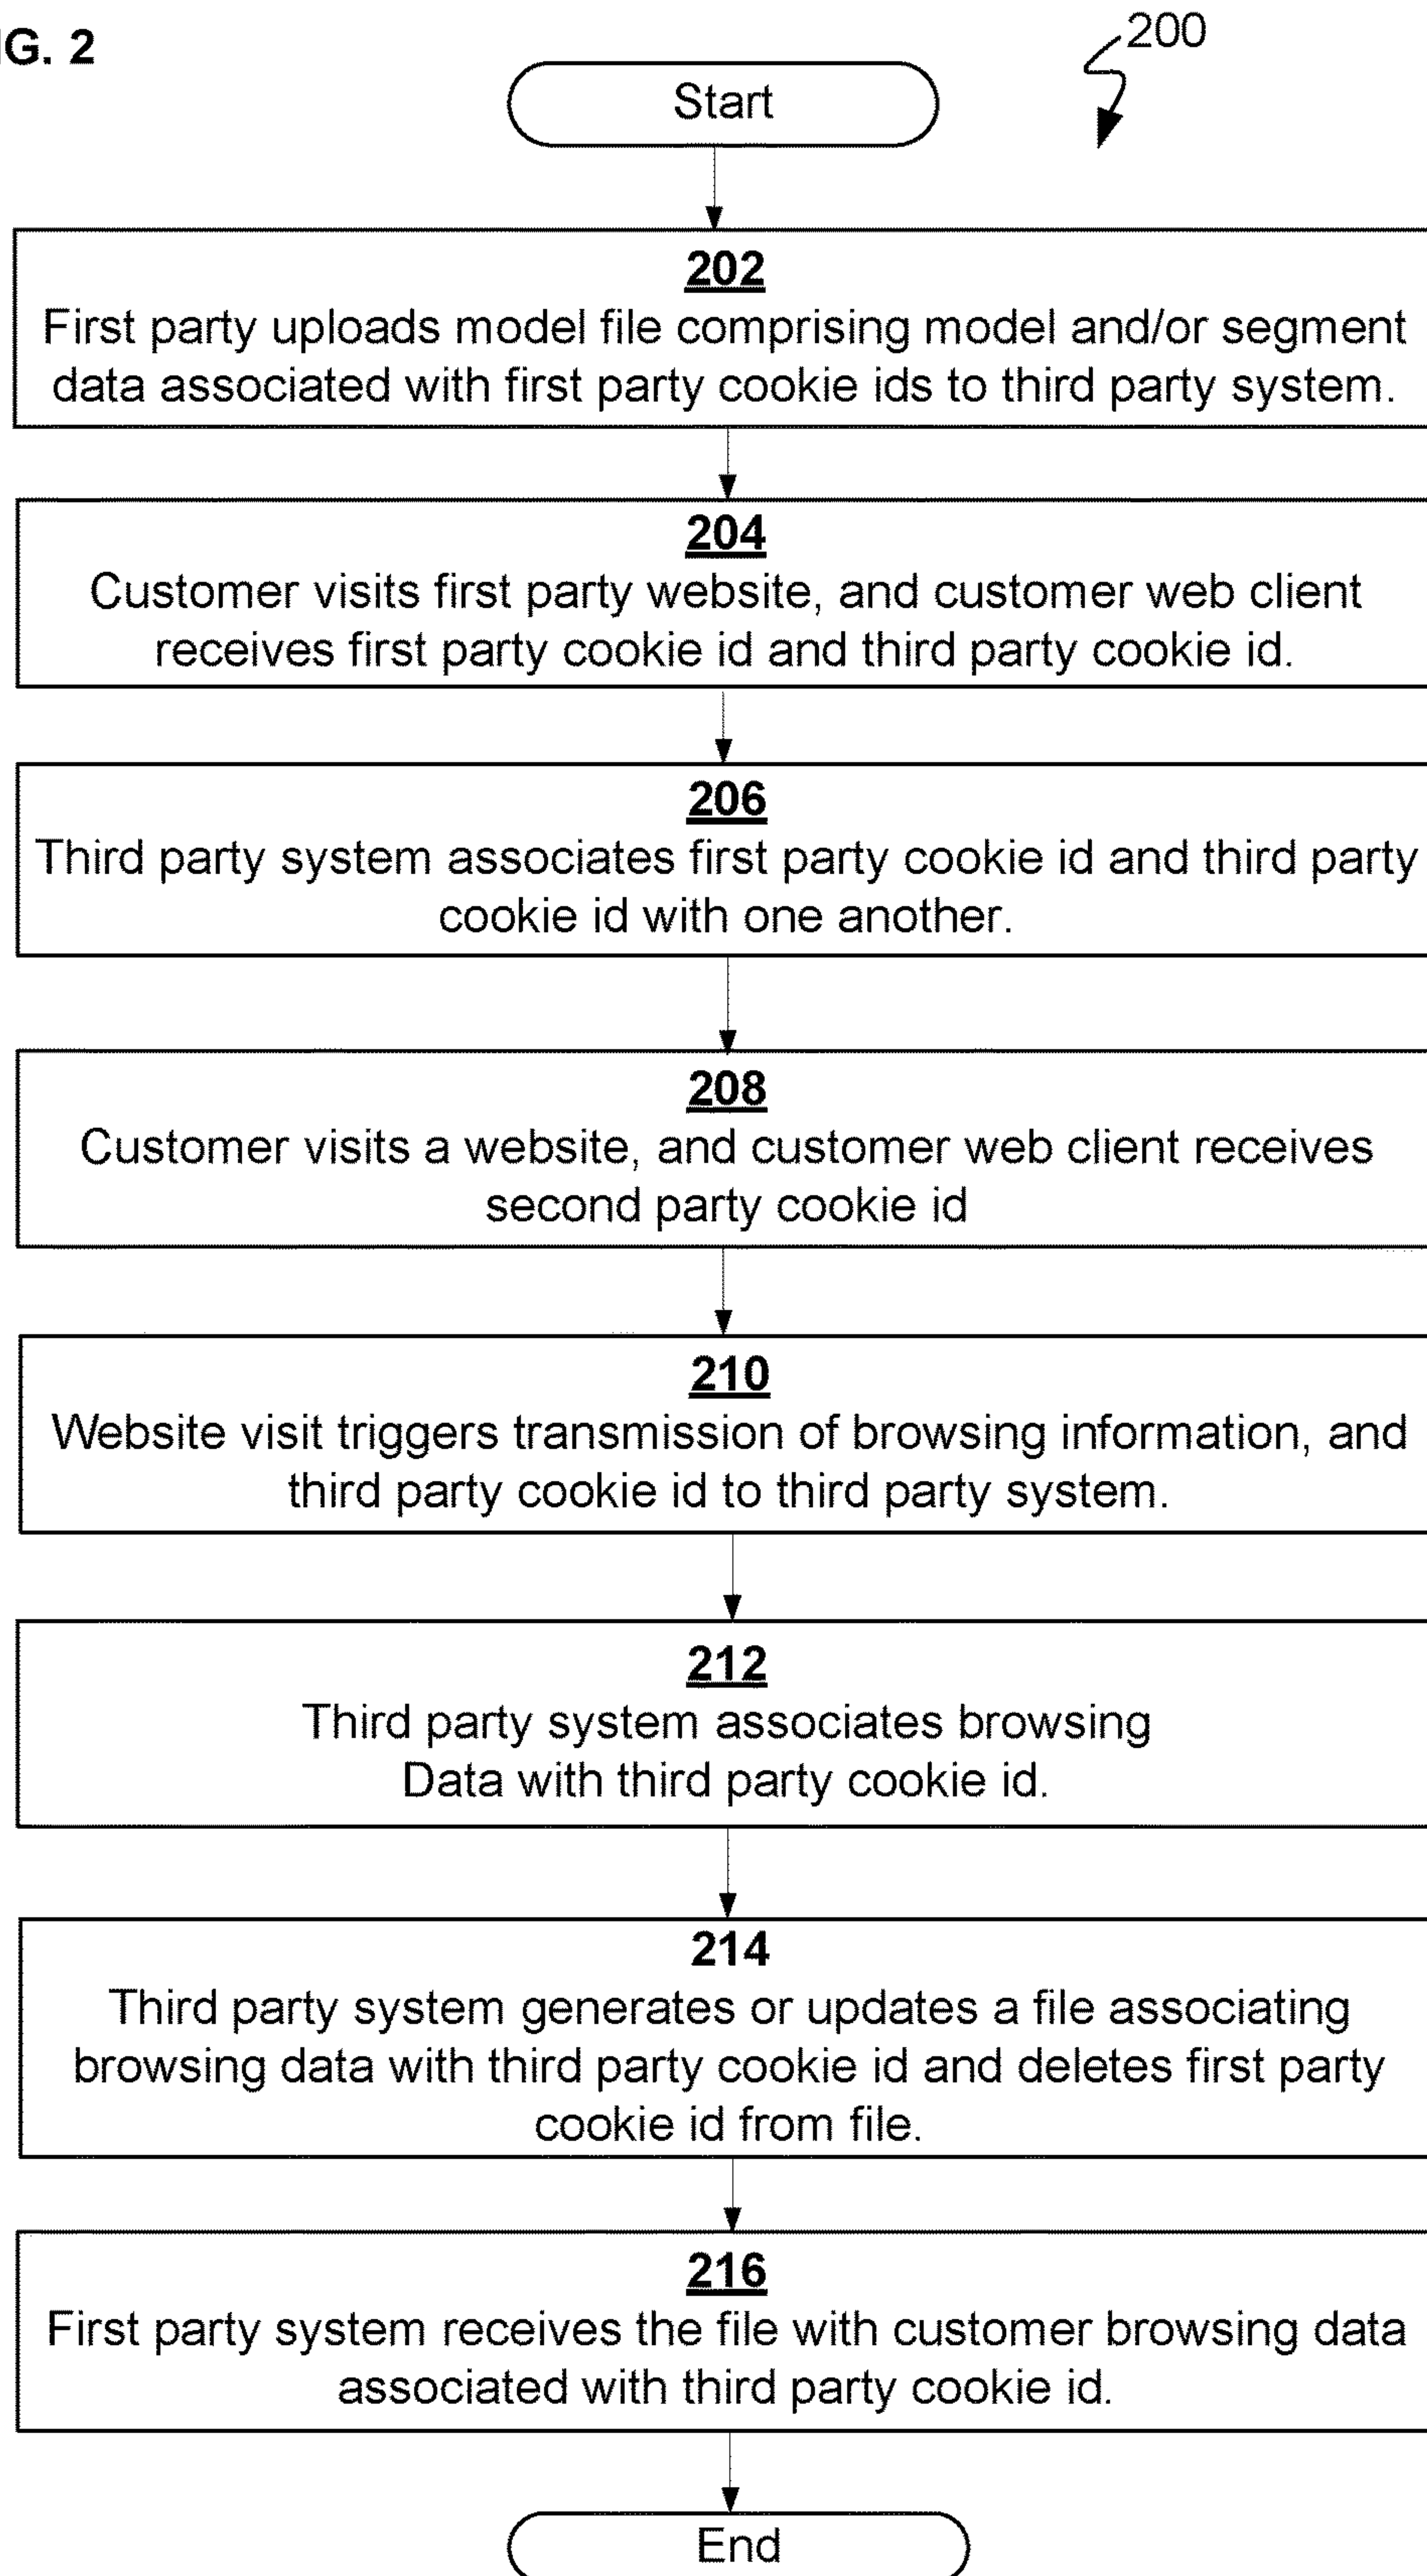 IG. 2
200
Start
202
First party uploads model file comprising model and/or segment
data associated with first party cookie ids to third party system.
204
Customer visits first party website, and customer web client
receives first party cookie id and third party cookie id.
206
Third party system associates first party cookie id and third party
cookie id with one another.
208
Customer visits a website, and customer web client receives
second party cookie id
210
Website visit triggers transmission of browsing information, and
third party cookie id to third party system.
212
Third party system associates browsing
Data with third party cookie id.
214
Third party system generates or updates a file associating
browsing data with third party cookie id and deletes first party
cookie id from file.
216
First party system receives the file with customer browsing data
associated with third party cookie id.
End